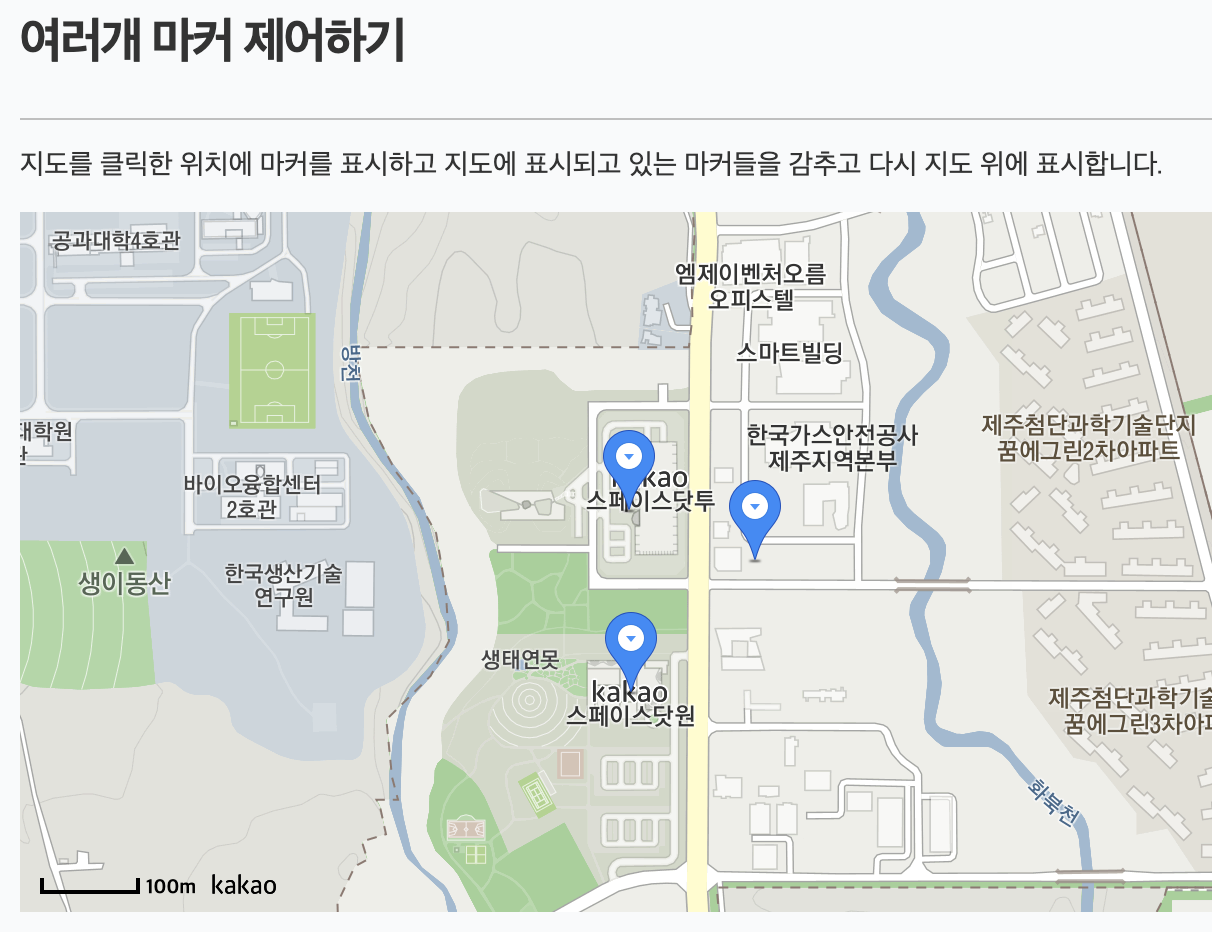 여러개 마커 제어하기
지도를 클릭한 위치에 마커를 표시하고 지도에 표시되고 있는 마커들을 감추고 다시 지도 위에 표시합니다.
공과대학4호관
엠제이벤처오름
오피스텔
방천
스마트빌딩
대학원
한국가스안전공사
제주지역본부
제주첨단과학기술단지
꿈에그린2차아파트
바이오융합센터
2호관
kakao
스페이스닷투
생이동산
한국생산기술
연구원
생태연못
kakao
스페이스닷원
제주첨단과학기술
꿈에그린3차아파
화북천
100m kakao